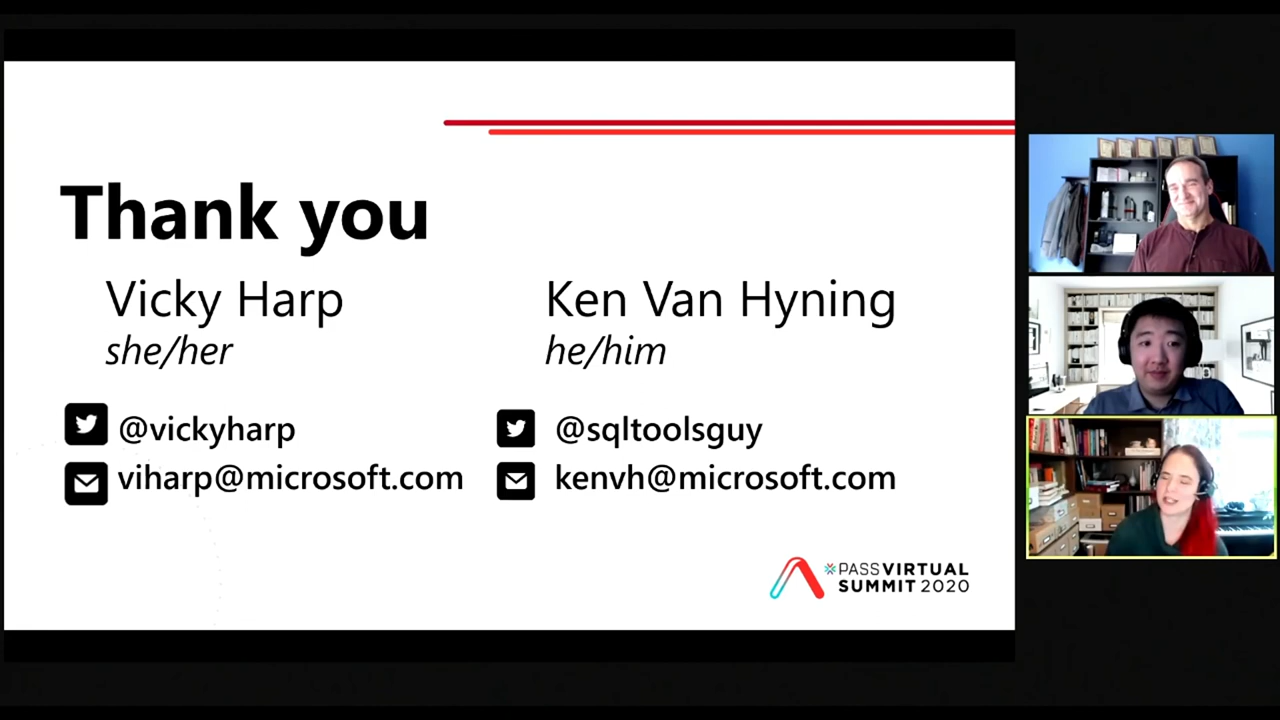 Thank you
Vicky Harp
she/her
@vickyharp
viharp@microsoft.com
Ken Van Hyning
he/him
@sqltoolsguy
kenvh@microsoft.com
PASS VIRTUAL
SUMMIT 2020